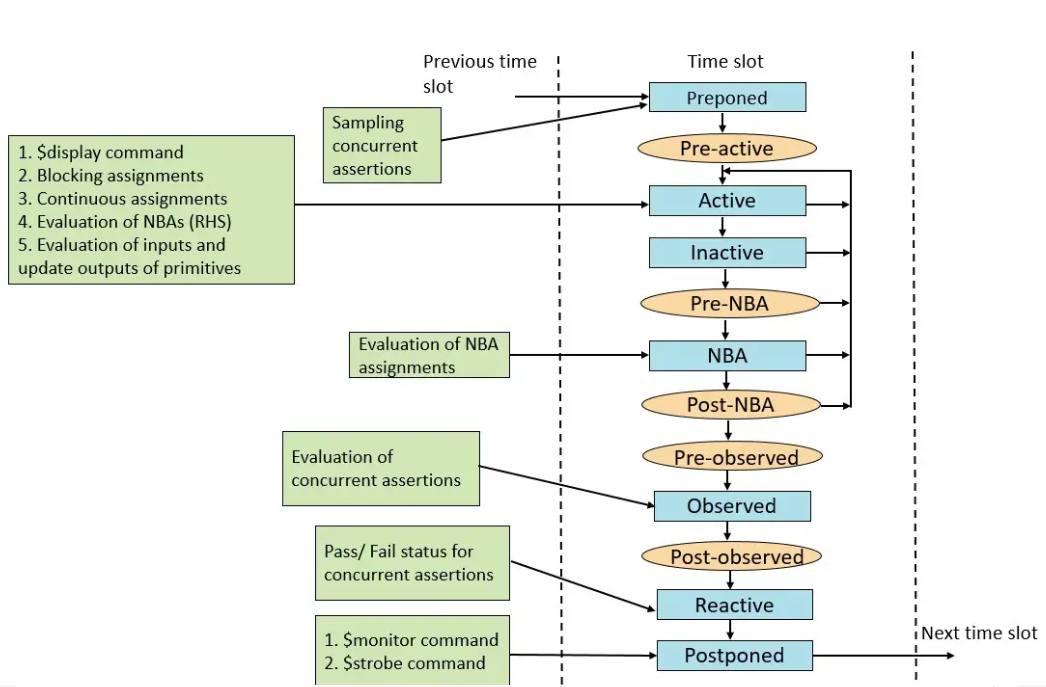 Previous time
slot
Time slot
Preponed
Sampling
concurrent
assertions
Pre-active
1. $display command
2. Blocking assignments
3. Continuous assignments
4. Evaluation of NBAs (RHS)
5. Evaluation of inputs and
update outputs of primitives
Active
Inactive
Pre-NBA
Evaluation of NBA
assignments
NBA
Post-NBA
Pre-observed
Evaluation of
concurrent assertions
Observed
Post-observed
Pass/ Fail status for
concurrent assertions
Reactive
Next time slot
1. $monitor command
2. $strobe command
Postponed